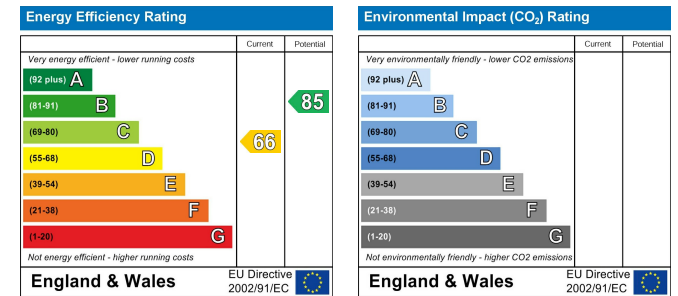 Energy Efficiency Rating
Current Potential
Very energy efficient - lower running costs
(92 plus) A
(81-91) B
(69-80) C
(55-68) D
(39-54) E
(21-38) F
(1-20) G
66
85
Not energy efficient - higher running costs
England & Wales
EU Directive
2002/91/EC
Environmental Impact (CO₂) Rating
Current Potential
Very environmentally friendly - lower CO2 emissions
(92 plus) A
(81-91) B
(69-80) C
(55-68) D
(39-54) E
(21-38) F
(1-20) G
Not environmentally friendly - higher CO2 emissions
England & Wales
EU Directive
2002/91/EC